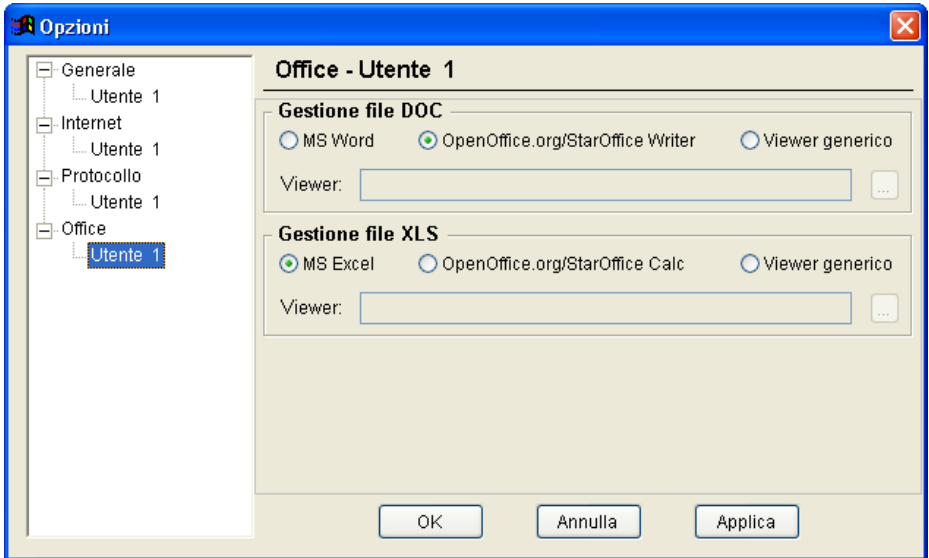 Opzioni
Generale
Utente 1
Internet
Utente 1
Protocollo
Utente 1
Office
Utente 1
Office - Utente 1
Gestione file DOC
MS Word OpenOffice.org/StarOffice Writer Viewer generico
Viewer: ...
Gestione file XLS
MS Excel OpenOffice.org/StarOffice Calc Viewer generico
Viewer: ...
OK Annulla Applica